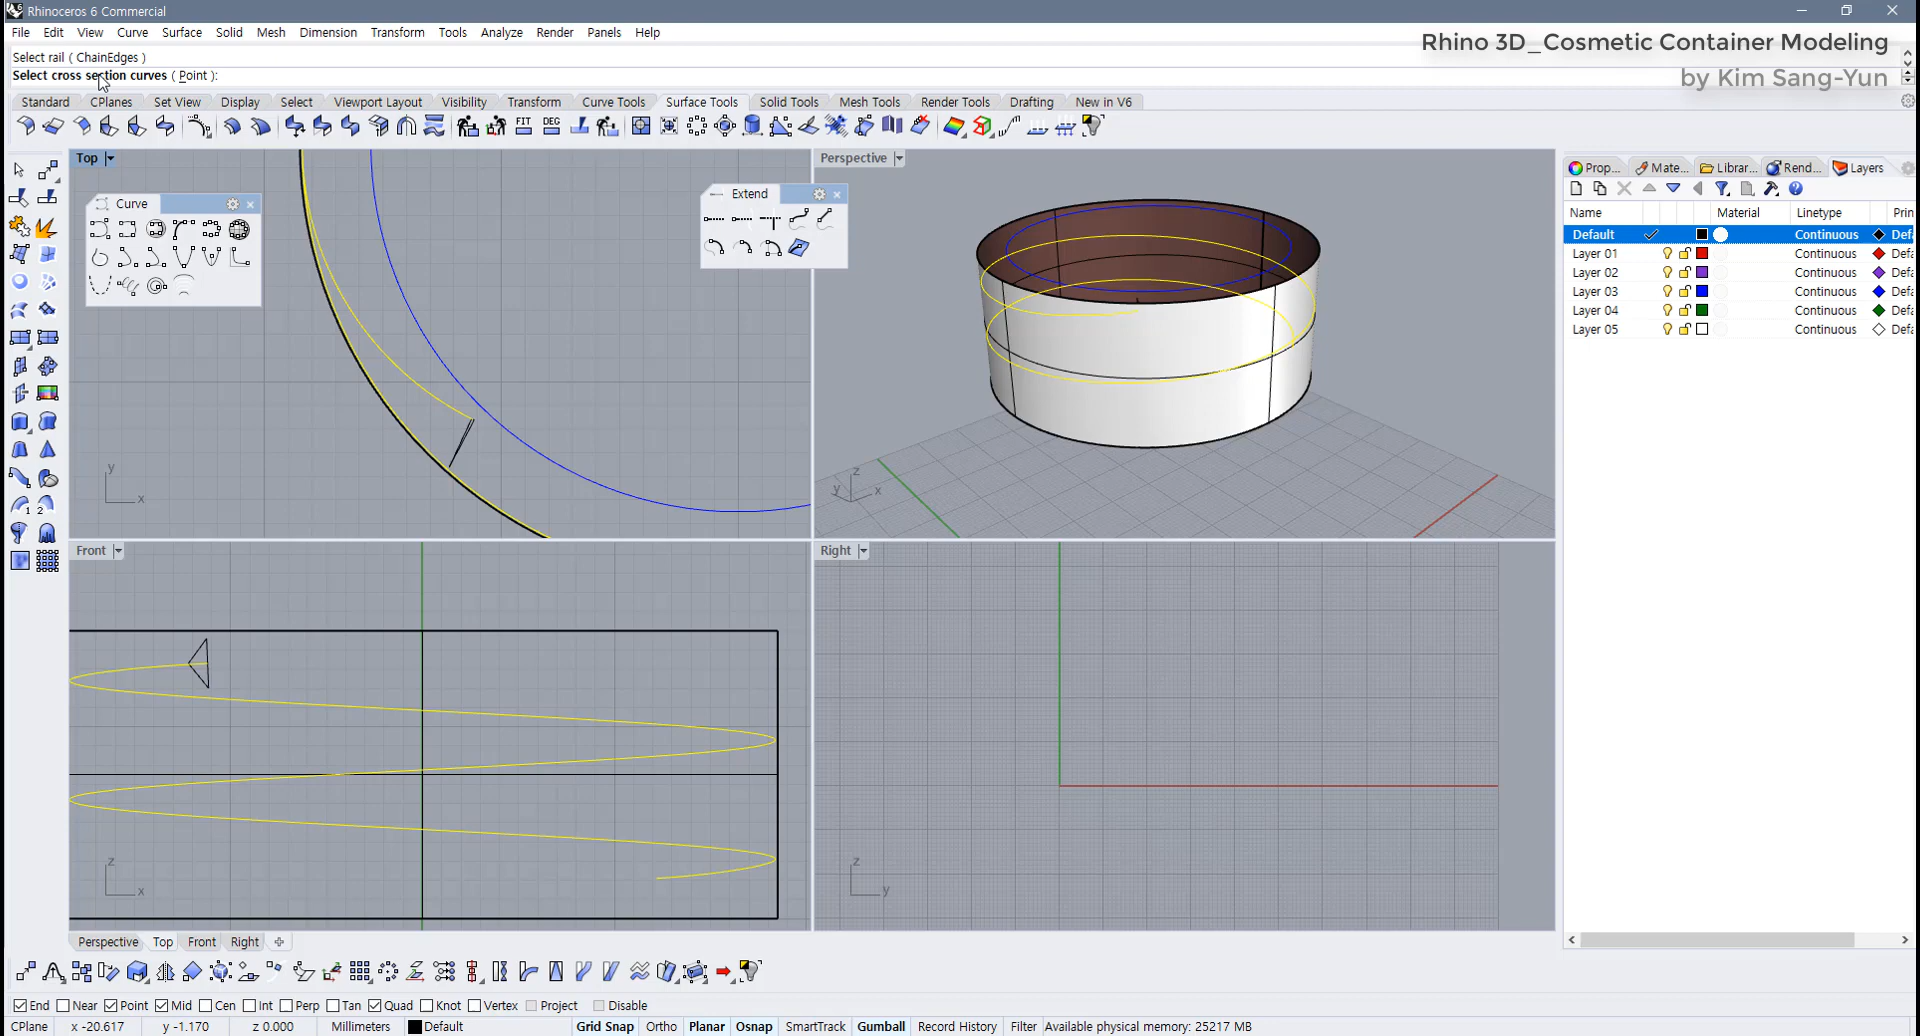 Rhinoceros 6 Commercial
File Edit View Curve Surface Solid Mesh Dimension Transform Tools Analyze Render Panels Help
Rhino 3D_Cosmetic Container Modeling
by Kim Sang-Yun
Select rail ( ChainEdges )
Select cross section curves ( Point ):
Standard CPlanes Set View Display Select Viewport Layout Visibility Transform Curve Tools Surface Tools Solid Tools Mesh Tools Render Tools Drafting New in V6
FIT DEG
Top
Perspective
Curve
Extend
Prop... Mate... Librar... Rend... Layers
Name Material Linetype Prin
Default Continuous Defa
Layer 01 Continuous Defa
Layer 02 Continuous Defa
Layer 03 Continuous Defa
Layer 04 Continuous Defa
Layer 05 Continuous Defa
y x
z y x
Front
Right
z x
z y
1 2
Perspective Top Front Right
End Near Point Mid Cen Int Perp Tan Quad Knot Vertex Project Disable
CPlane x -20.617 y -1.170 z 0.000 Millimeters Default Grid Snap Ortho Planar Osnap SmartTrack Gumball Record History Filter Available physical memory: 25217 MB